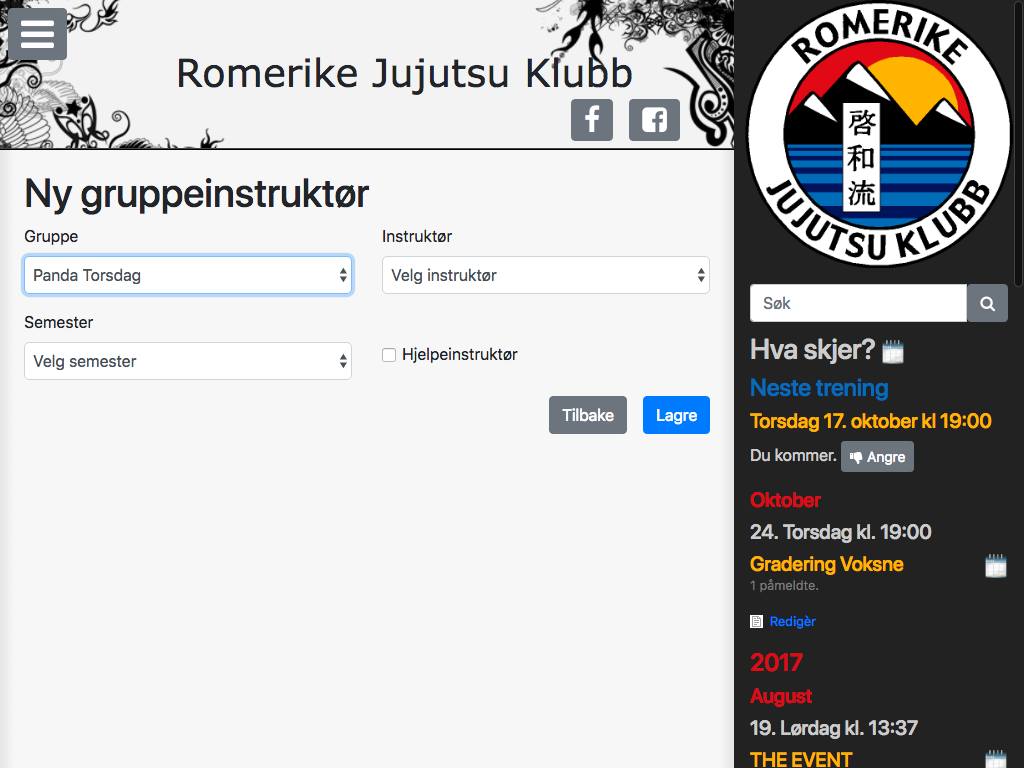 Romerike Jujutsu Klubb
Ny gruppeinstruktør
Gruppe
Instruktør
Panda Torsdag
Velg instruktør
Semester
Velg semester
Hjelpeinstruktør
Tilbake
Lagre
ROMERIKE
啓和流
JUJUTSU KLUBB
Søk
Hva skjer?
Neste trening
Torsdag 17. oktober kl 19:00
Du kommer.
Angre
Oktober
24. Torsdag kl. 19:00
Gradering Voksne
1 påmeldte.
Redigèr
2017
August
19. Lørdag kl. 13:37
THE EVENT